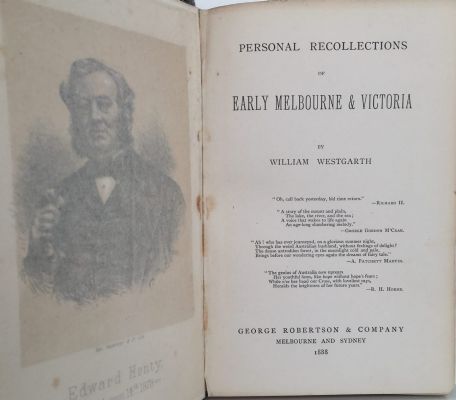 Edward Henty.
PERSONAL RECOLLECTIONS
OF
EARLY MELBOURNE & VICTORIA
BY
WILLIAM WESTGARTH
"Oh, call back yesterday, bid time return."
—RICHARD II.
"A story of the mount and plain,
The lake, the river, and the sea;
A voice that wakes to life again
An age-long slumbering melody."
—GEORGE GORDON M'CRAE.
"Ah! who has ever journeyed, on a glorious summer night,
Through the weird Australian bushland, without feelings of delight?
The dense untrodden forest, in the moonlight cold and pale,
Brings before our wondering eyes again the dreams of fairy tale."
—A. PATCHETT MARTIN.
"The genius of Australia now uprears
Her youthful form, like hope without hope's fears;
While o'er her head our Cross, with loveliest rays,
Heralds the brightness of her future years."
—R. H. HORNE.
GEORGE ROBERTSON & COMPANY
MELBOURNE AND SYDNEY
1888